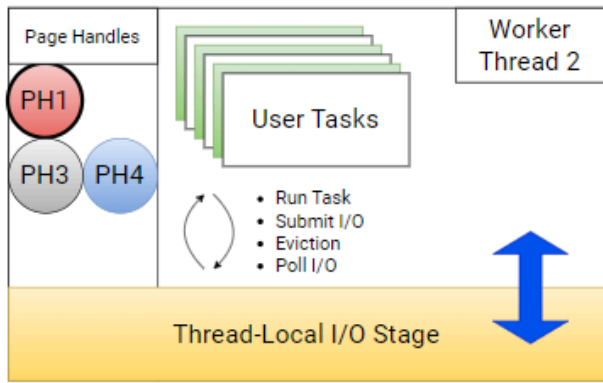 Page Handles
PH1
PH3
PH4
User Tasks
Worker
Thread 2
• Run Task
• Submit I/O
• Eviction
• Poll I/O
Thread-Local I/O Stage